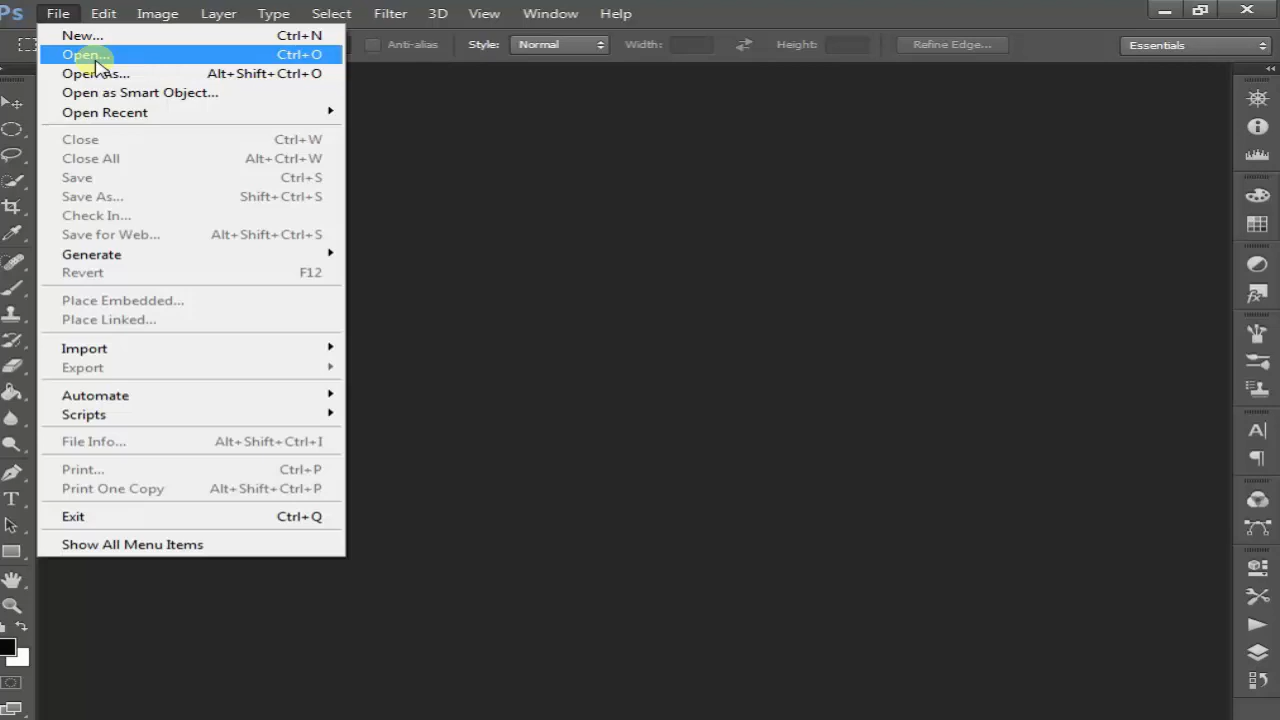 Ps File Edit Image Layer Type Select Filter 3D View Window Help
Anti-alias Style: Normal Width: Height: Refine Edge... Essentials
New... Ctrl+N
Open... Ctrl+O
Open As... Alt+Shift+Ctrl+O
Open as Smart Object...
Open Recent
Close Ctrl+W
Close All Alt+Ctrl+W
Save Ctrl+S
Save As... Shift+Ctrl+S
Check In...
Save for Web... Alt+Shift+Ctrl+S
Generate
Revert F12
Place Embedded...
Place Linked...
Import
Export
Automate
Scripts
File Info... Alt+Shift+Ctrl+I
Print... Ctrl+P
Print One Copy Alt+Shift+Ctrl+P
Exit Ctrl+Q
Show All Menu Items